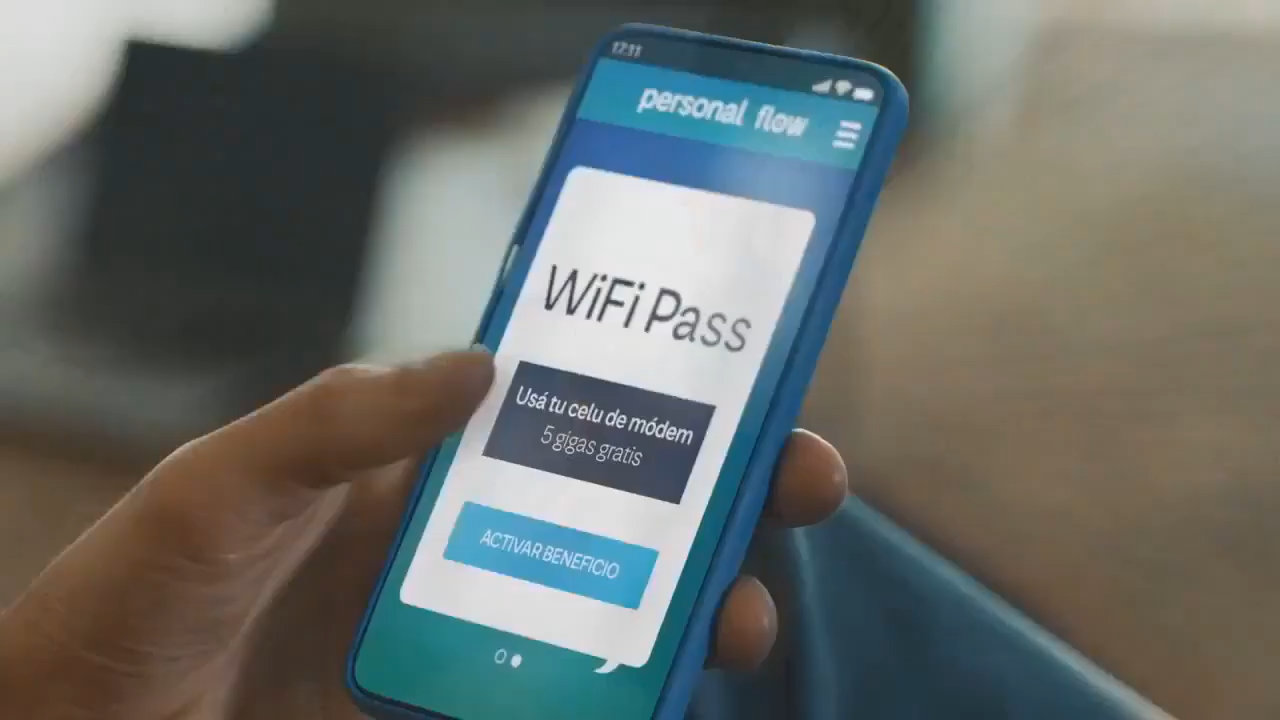 12:11
personal flow
WiFi Pass
Usá tu celu de módem
5 gigas gratis
ACTIVAR BENEFICIO